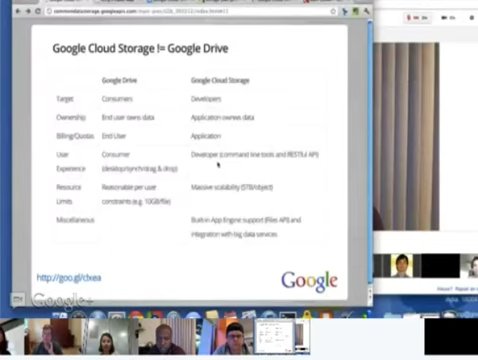 Google Cloud Storage != Google Drive
Google Drive Google Cloud Storage
Target Consumers Developers
Ownership End user owns data Application owns data
Billing/Quotas End User Application
User Consumer Developer (command line tools and RESTful API)
Experience (desktop/synch/drag & drop)
Resource Reasonable per user Massive scalability (5TB/object)
Limits constraints (e.g. 10GB/file)
Miscellaneous Built-in App Engine support (Files API) and
integration with big data services.
http://goo.gl/clxea
Google
Google+